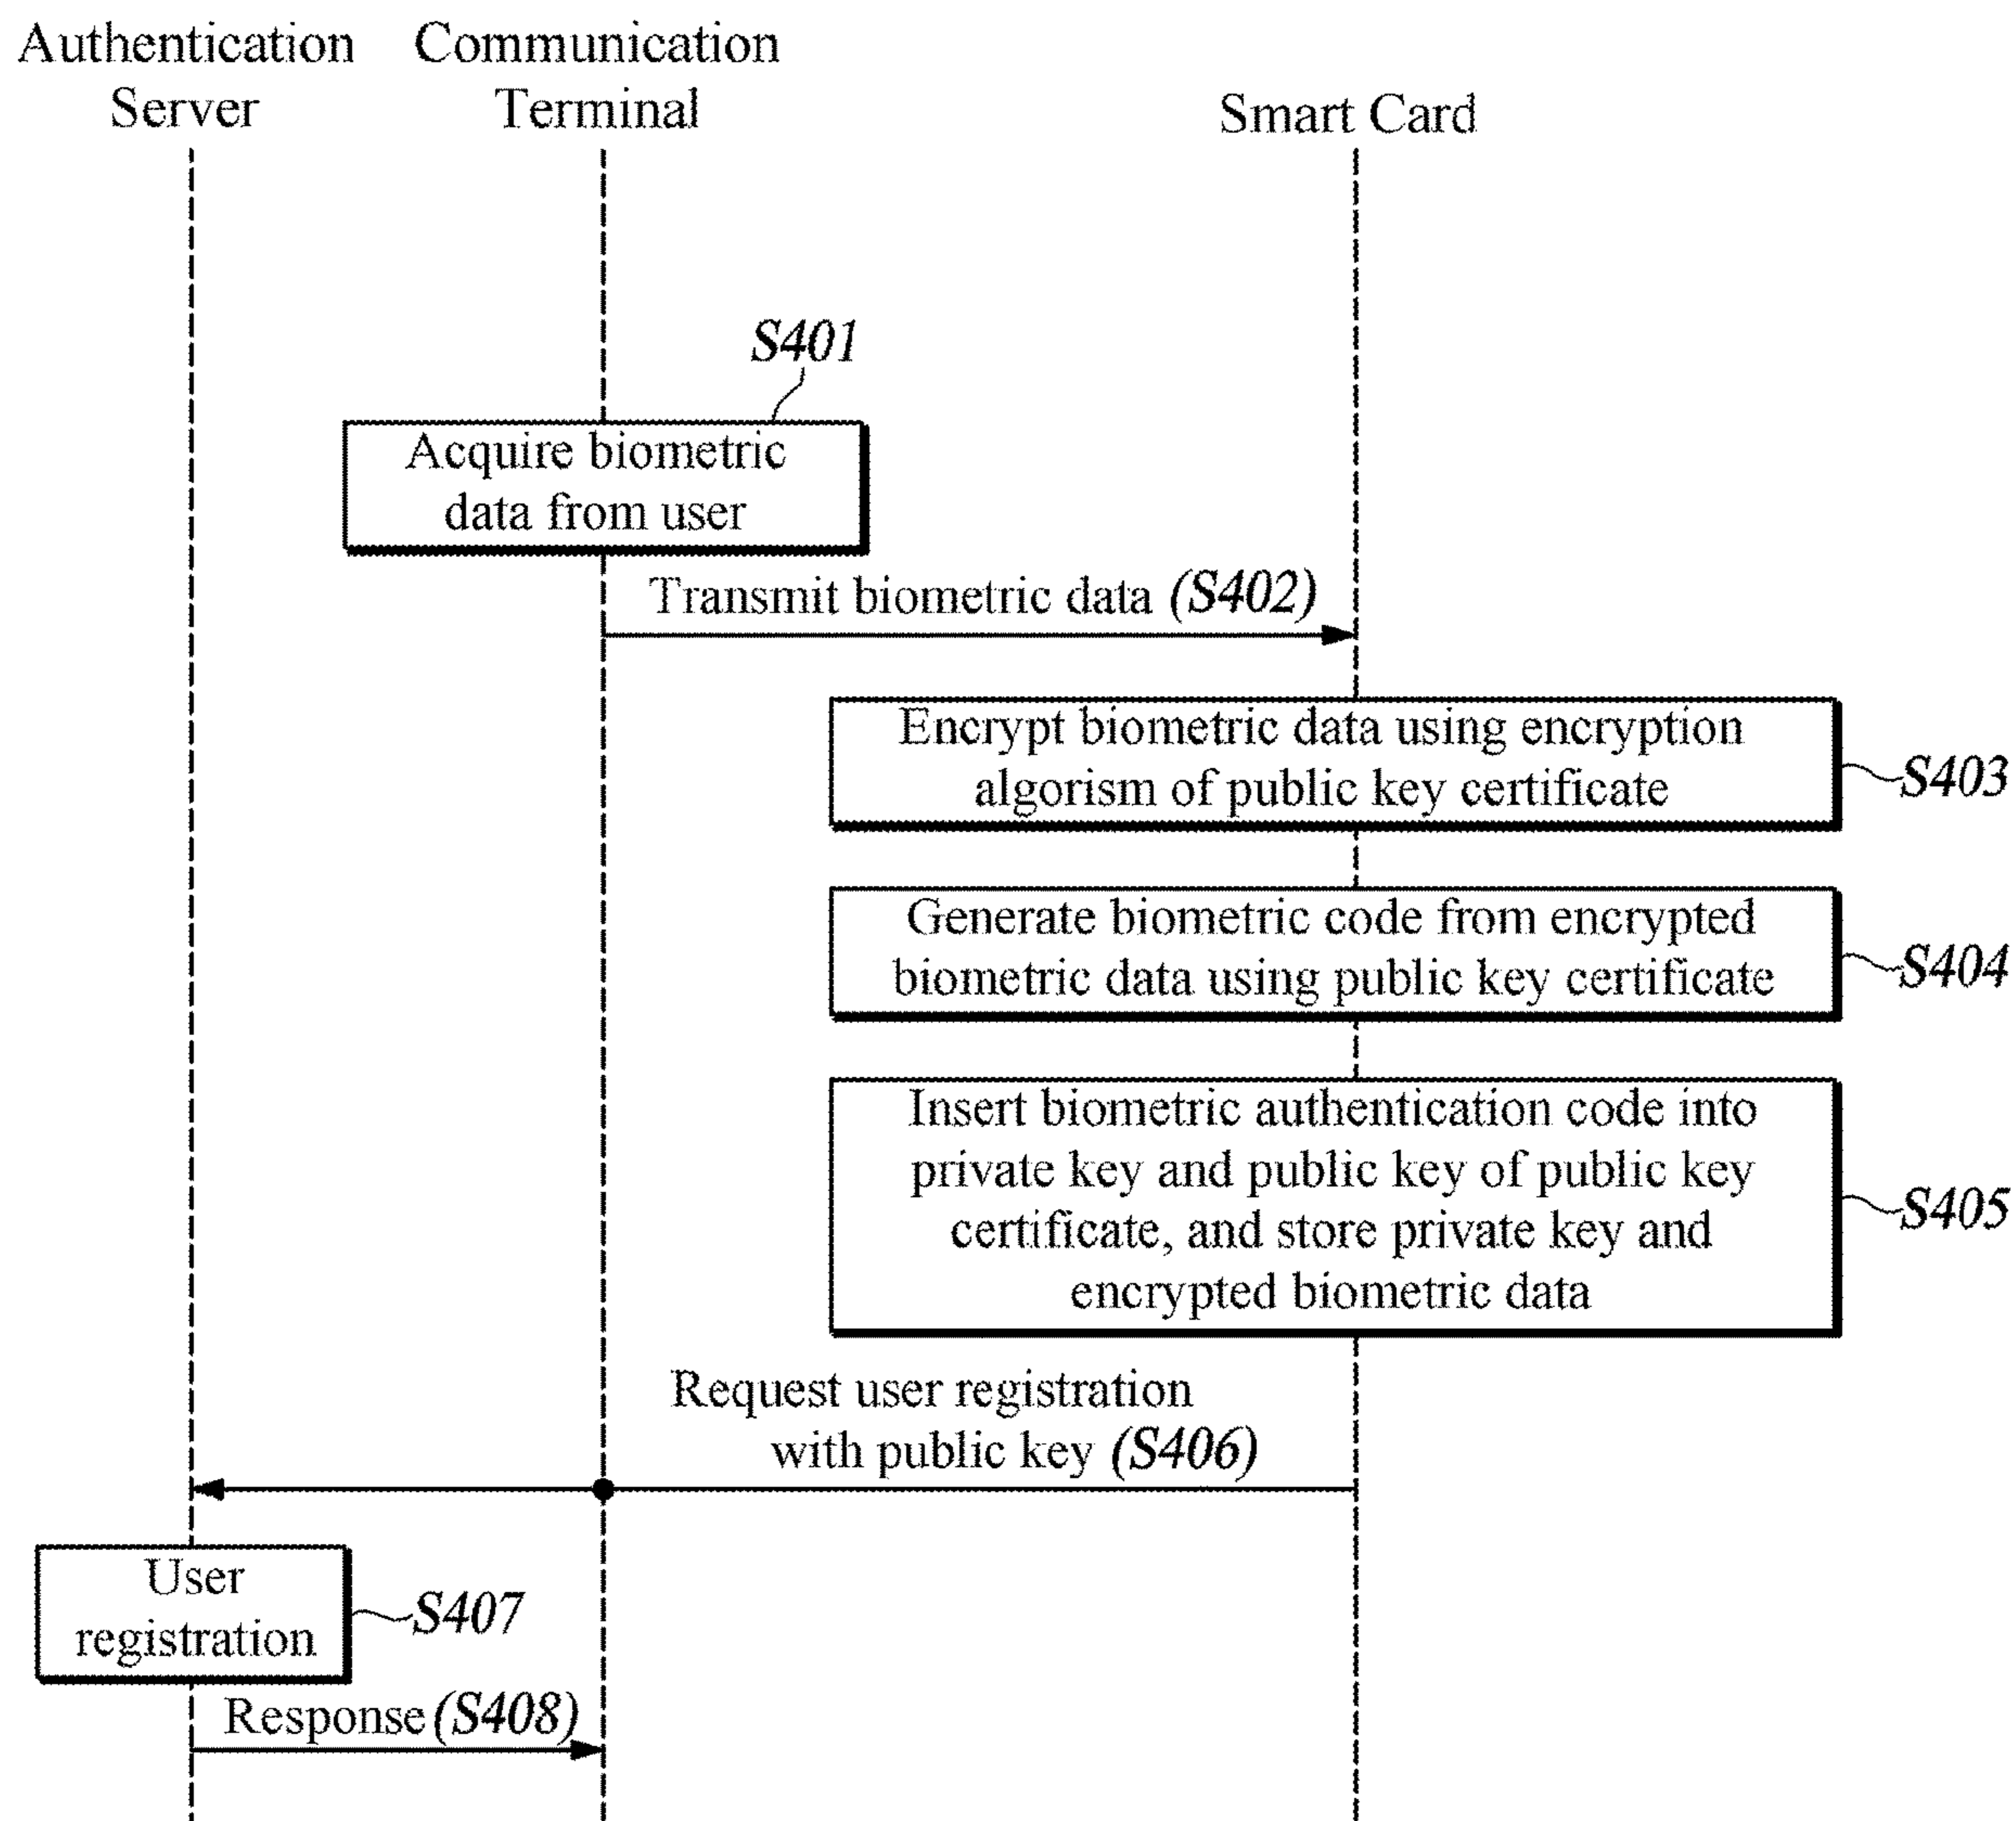 Authentication
Server
Communication
Terminal
Smart Card
S401
Acquire biometric
data from user
Transmit biometric data (S402)
Encrypt biometric data using encryption
algorism of public key certificate
S403
Generate biometric code from encrypted
biometric data using public key certificate
S404
Insert biometric authentication code into
private key and public key of public key
certificate, and store private key and
encrypted biometric data
S405
Request user registration
with public key (S406)
User
registration
S407
Response (S408)